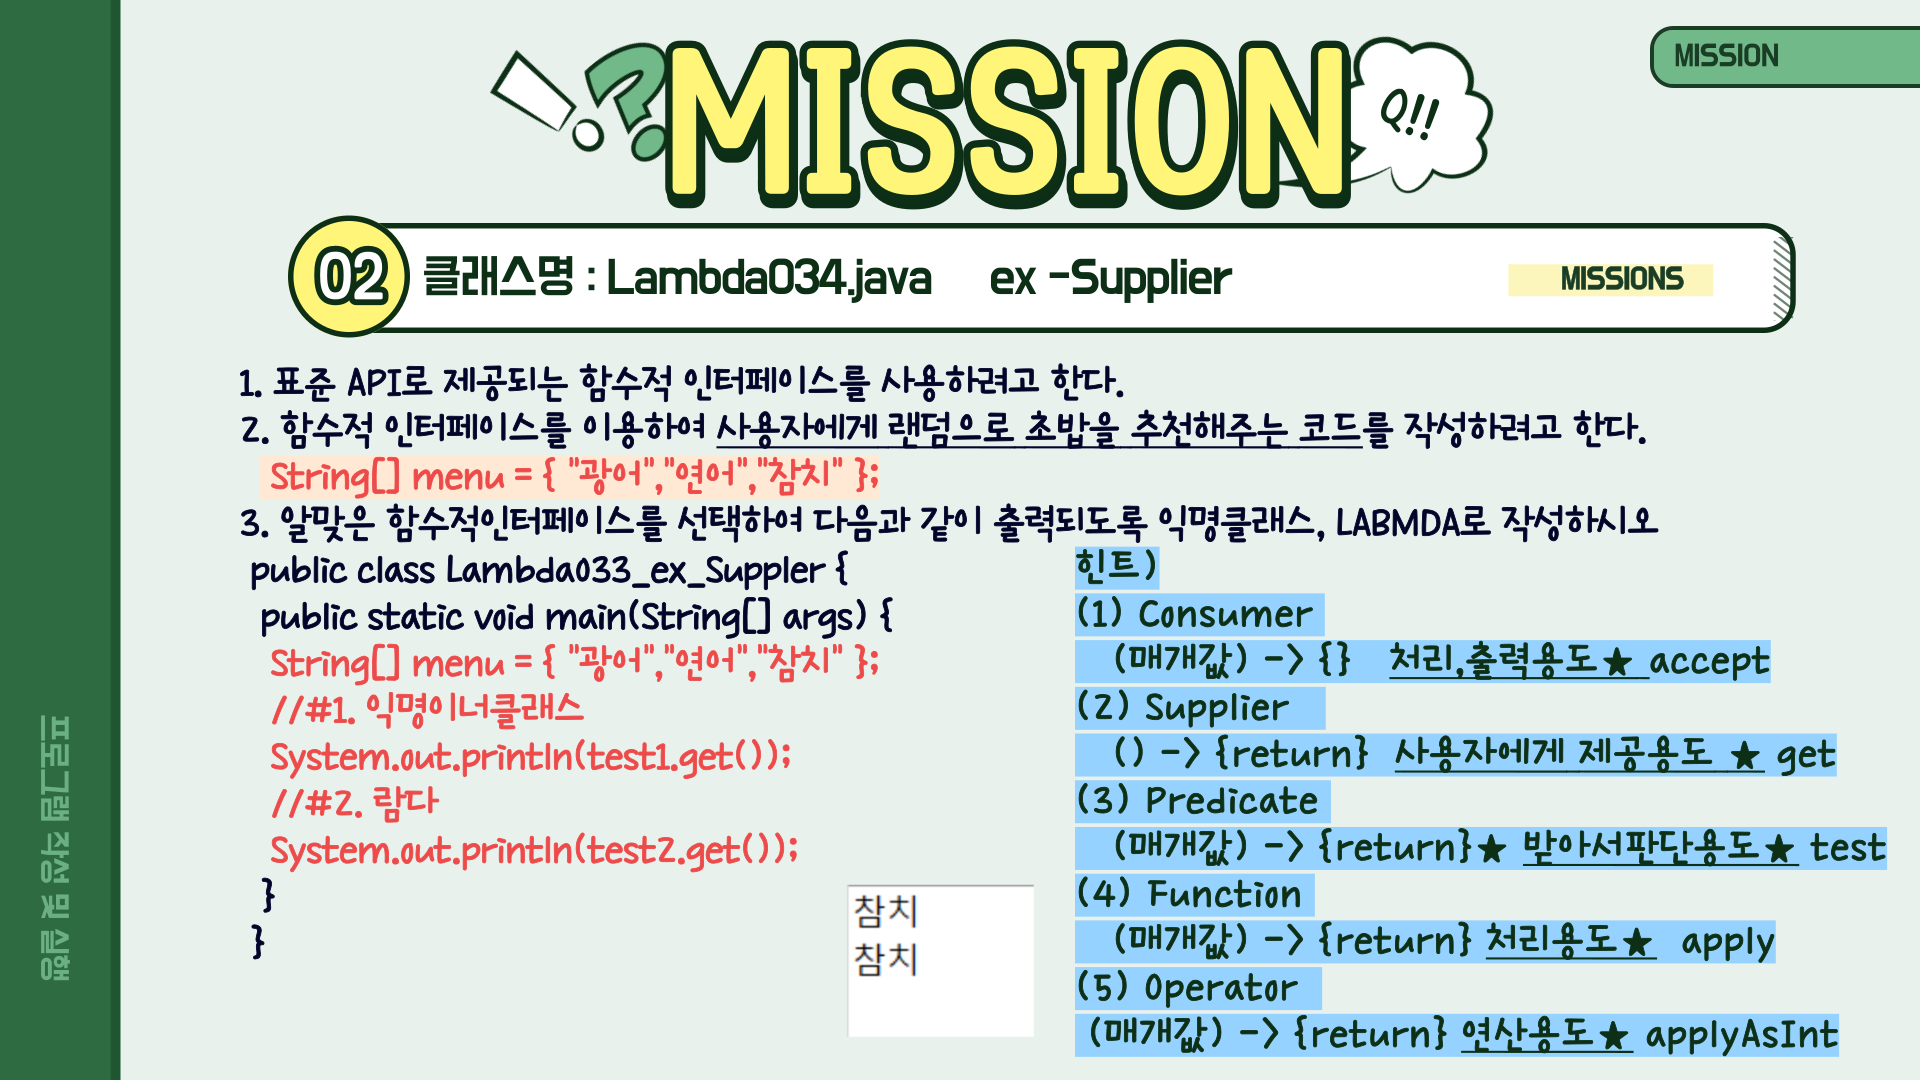 MISSION
MISSION
Q!!
02
클래스명 : Lambda034.java ex -Supplier
MISSIONS
1. 표준 API로 제공되는 함수적 인터페이스를 사용하려고 한다.
2. 함수적 인터페이스를 이용하여 사용자에게 랜덤으로 초밥을 추천해주는 코드를 작성하려고 한다.
String[] menu = { "광어","연어","참치" };
3. 알맞은 함수적인터페이스를 선택하여 다음과 같이 출력되도록 익명클래스, LABMDA로 작성하시오
public class Lambda033_ex_Suppler {
public static void main(String[] args) {
String[] menu = { "광어","연어","참치" };
//#1. 익명이너클래스
System.out.println(test1.get());
//#2. 람다
System.out.println(test2.get());
}
}
참치
참치
힌트)
(1) Consumer
(매개값) -> {} 처리,출력용도★ accept
(2) Supplier
() -> {return} 사용자에게 제공용도 ★ get
(3) Predicate
(매개값) -> {return}★ 받아서판단용도★ test
(4) Function
(매개값) -> {return} 처리용도★ apply
(5) Operator
(매개값) -> {return} 연산용도★ applyAsInt
프로그램 작성 및 실행